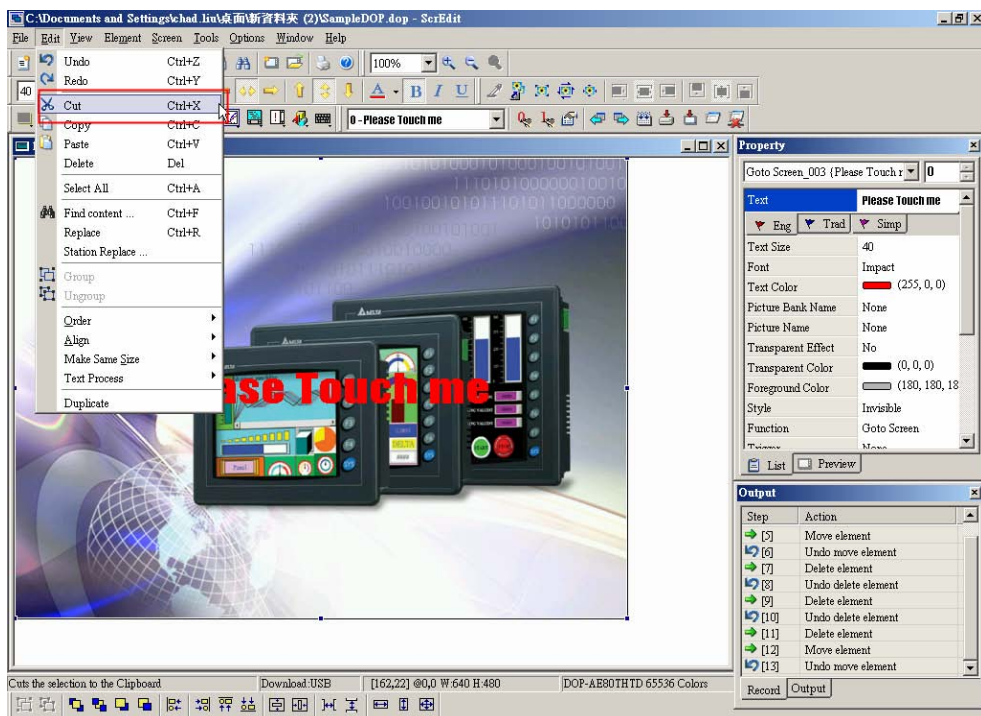 C:\Documents and Settings\chad.liu\桌面\新資料夾 (2)\SampleDOP.dop - ScrEdit
File Edit View Element Screen Tools Options Window Help
Undo Ctrl+Z
Redo Ctrl+Y
Cut Ctrl+X
Copy Ctrl+C
Paste Ctrl+V
Delete Del
Select All Ctrl+A
Find content ... Ctrl+F
Replace Ctrl+R
Station Replace ...
Group
Ungroup
Order
Align
Make Same Size
Text Process
Duplicate
100%
40
A B I U
0 - Please Touch me
ase Touch me
Property
Goto Screen_003 {Please Touch r 0
Text Please Touch me
Eng Trad Simp
Text Size 40
Font Impact
Text Color (255, 0, 0)
Picture Bank Name None
Picture Name None
Transparent Effect No
Transparent Color (0, 0, 0)
Foreground Color (180, 180, 18
Style Invisible
Function Goto Screen
Trigger None
List Preview
Output
Step Action
[5] Move element
[6] Undo move element
[7] Delete element
[8] Undo delete element
[9] Delete element
[10] Undo delete element
[11] Delete element
[12] Move element
[13] Undo move element
Record Output
Cuts the selection to the Clipboard Download:USB [162,22] @0,0 W:640 H:480 DOP-AE80THTD 65536 Colors